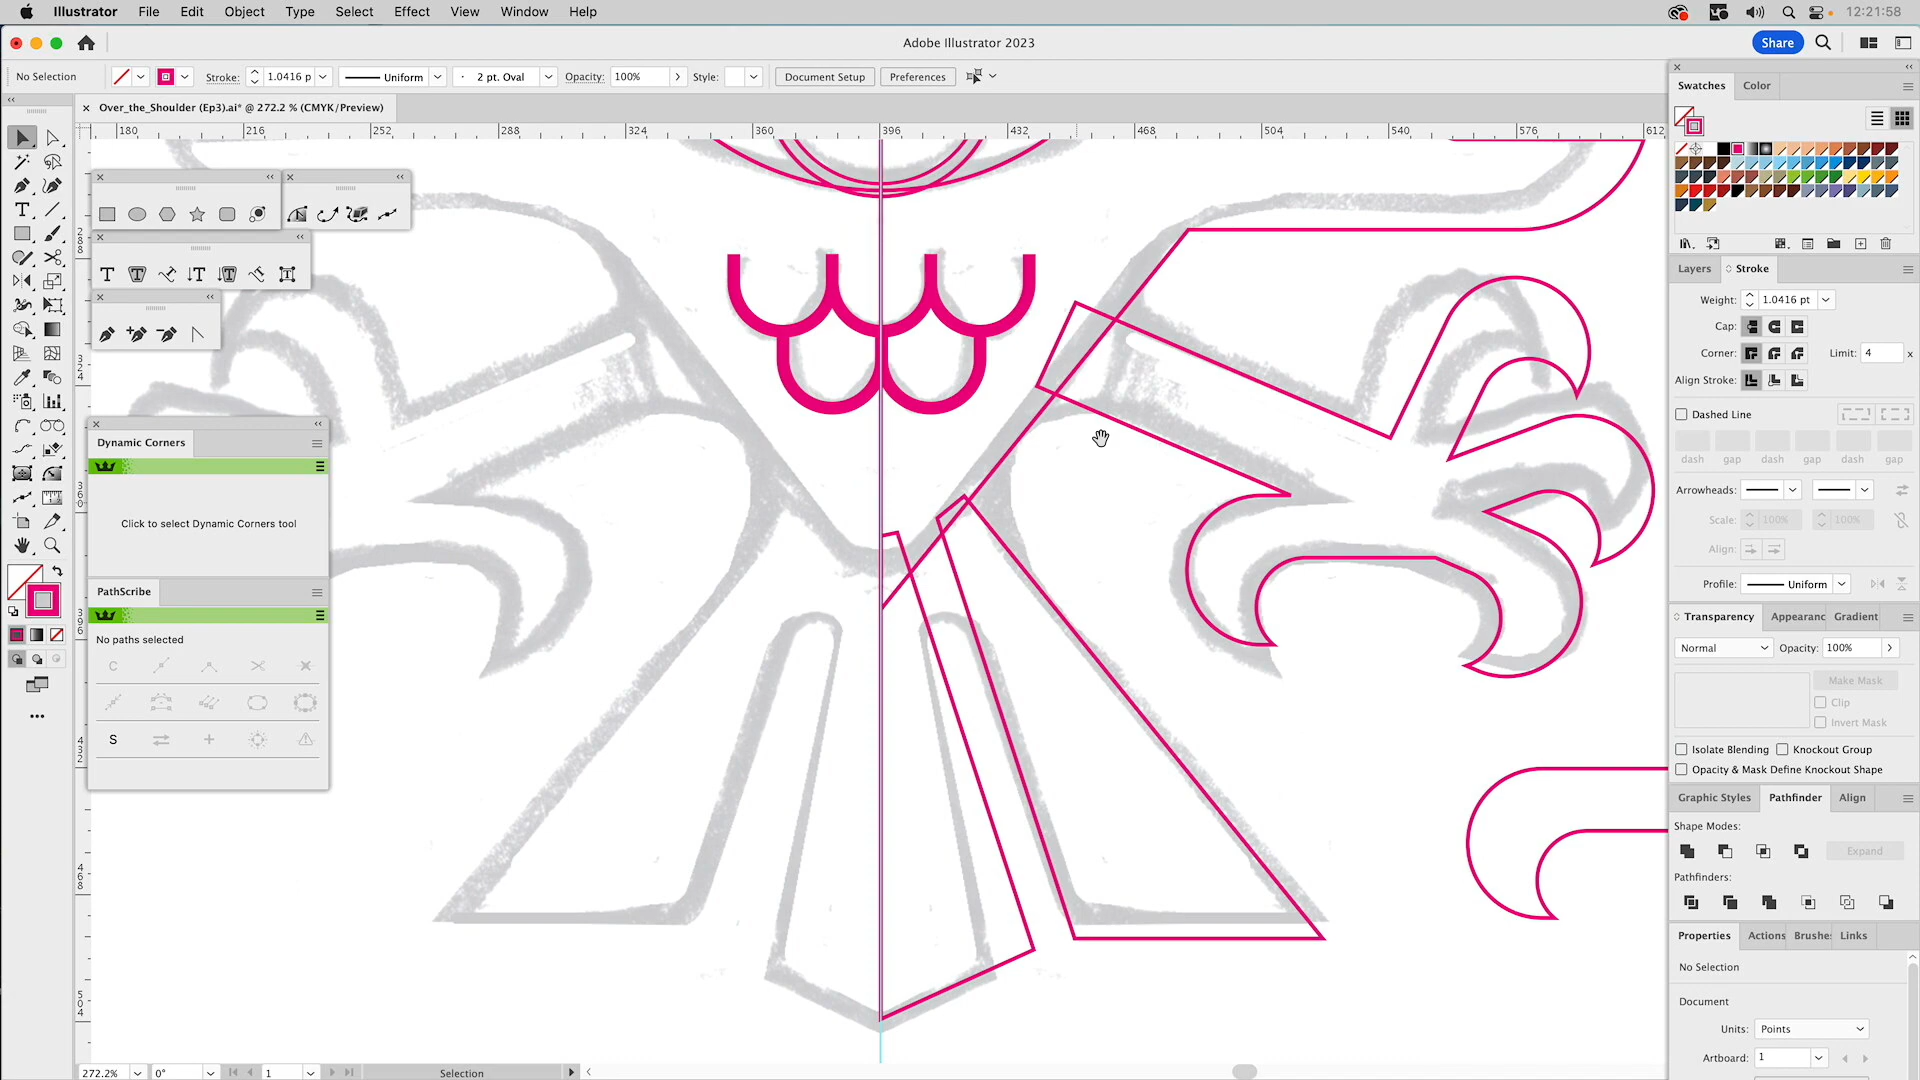 Illustrator File Edit Object Type Select Effect View Window Help 12:21:58
Adobe Illustrator 2023 Share
No Selection Stroke: 1.0416 p Uniform 2 pt. Oval Opacity: 100% Style: Document Setup Preferences
Over_the_Shoulder (Ep3).ai* @ 272.2 % (CMYK/Preview)
180 216 252 288 324 360 396 432 468 504 540 576 612
Swatches Color
Layers Stroke
Weight: 1.0416 pt
Cap:
Corner: Limit: 4 x
Align Stroke:
Dashed Line
dash gap dash gap dash gap
Arrowheads:
Scale: 100% 100%
Align:
Profile: Uniform
Transparency Appearanc Gradient
Normal Opacity: 100%
Make Mask
Clip
Invert Mask
Isolate Blending Knockout Group
Opacity & Mask Define Knockout Shape
Graphic Styles Pathfinder Align
Shape Modes:
Expand
Pathfinders:
Properties Actions Brushe: Links
No Selection
Document
Units: Points
Artboard: 1
288
324
360
396
432
468
504
Dynamic Corners
Click to select Dynamic Corners tool
PathScribe
No paths selected
C
S
272.2% 0° 1 Selection